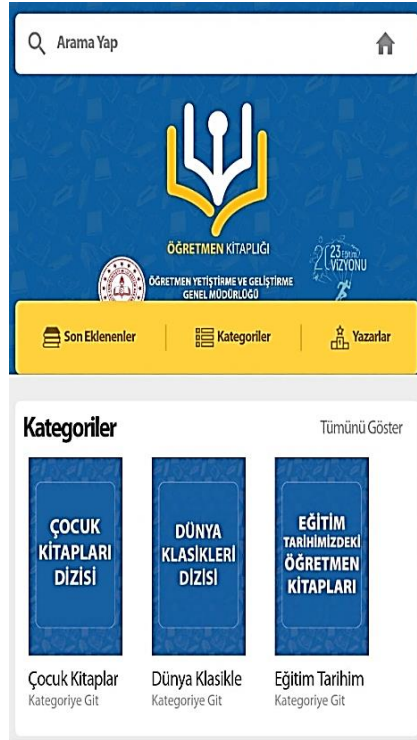 Arama Yap
ÖĞRETMEN KİTAPLIĞI
2023 Eğitim
VİZYONU
ÖĞRETMEN YETİŞTİRME VE GELİŞTİRME
GENEL MÜDÜRLÜĞÜ
Son Eklenenler
Kategoriler
Yazarlar
Kategoriler
Tümünü Göster
ÇOCUK
KİTAPLARI
DİZİSİ
DÜNYA
KLASİKLERİ
DİZİSİ
EĞİTİM
TARİHİMİZDEKİ
ÖĞRETMEN
KİTAPLARI
Çocuk Kitaplar
Kategoriye Git
Dünya Klasikle
Kategoriye Git
Eğitim Tarihim
Kategoriye Git